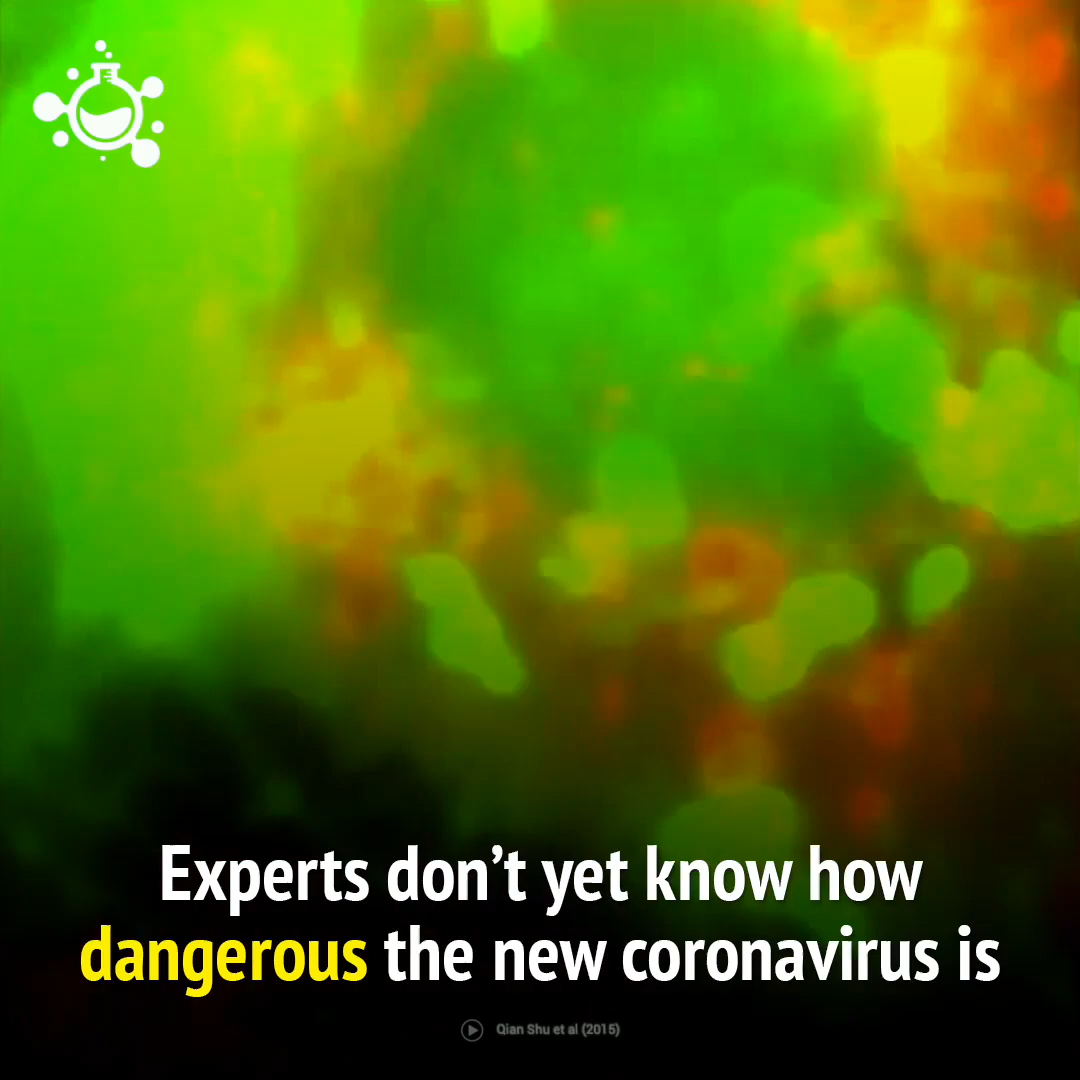 Experts don’t yet know how
dangerous the new coronavirus is
Qian Shu et al (2015)